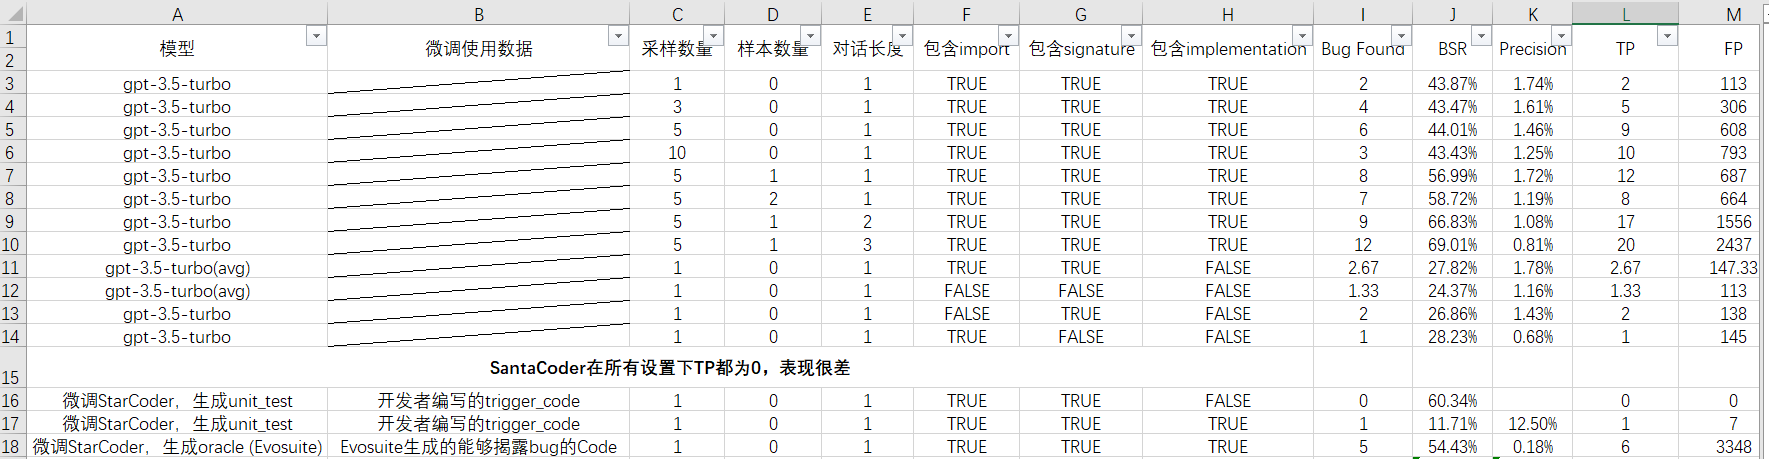 A B C D E F G H I J K L M
1
2
模型 微调使用数据 采样数量 样本数量 对话长度 包含import 包含signature 包含implementation Bug Found BSR Precision TP FP
3 gpt-3.5-turbo 1 0 1 TRUE TRUE TRUE 2 43.87% 1.74% 2 113
4 gpt-3.5-turbo 3 0 1 TRUE TRUE TRUE 4 43.47% 1.61% 5 306
5 gpt-3.5-turbo 5 0 1 TRUE TRUE TRUE 6 44.01% 1.46% 9 608
6 gpt-3.5-turbo 10 0 1 TRUE TRUE TRUE 3 43.43% 1.25% 10 793
7 gpt-3.5-turbo 5 1 1 TRUE TRUE TRUE 8 56.99% 1.72% 12 687
8 gpt-3.5-turbo 5 2 1 TRUE TRUE TRUE 7 58.72% 1.19% 8 664
9 gpt-3.5-turbo 5 1 2 TRUE TRUE TRUE 9 66.83% 1.08% 17 1556
10 gpt-3.5-turbo 5 1 3 TRUE TRUE TRUE 12 69.01% 0.81% 20 2437
11 gpt-3.5-turbo(avg) 1 0 1 TRUE TRUE FALSE 2.67 27.82% 1.78% 2.67 147.33
12 gpt-3.5-turbo(avg) 1 0 1 FALSE FALSE FALSE 1.33 24.37% 1.16% 1.33 113
13 gpt-3.5-turbo 1 0 1 FALSE TRUE FALSE 2 26.86% 1.43% 2 138
14 gpt-3.5-turbo 1 0 1 TRUE FALSE FALSE 1 28.23% 0.68% 1 145
15 SantaCoder在所有设置下TP都为0，表现很差
16 微调StarCoder，生成unit_test 开发者编写的trigger_code 1 0 1 TRUE TRUE FALSE 0 60.34% 0 0
17 微调StarCoder，生成unit_test 开发者编写的trigger_code 1 0 1 TRUE TRUE TRUE 1 11.71% 12.50% 1 7
18 微调StarCoder，生成oracle (Evosuite) Evosuite生成的能够揭露bug的Code 1 0 1 TRUE TRUE TRUE 5 54.43% 0.18% 6 3348